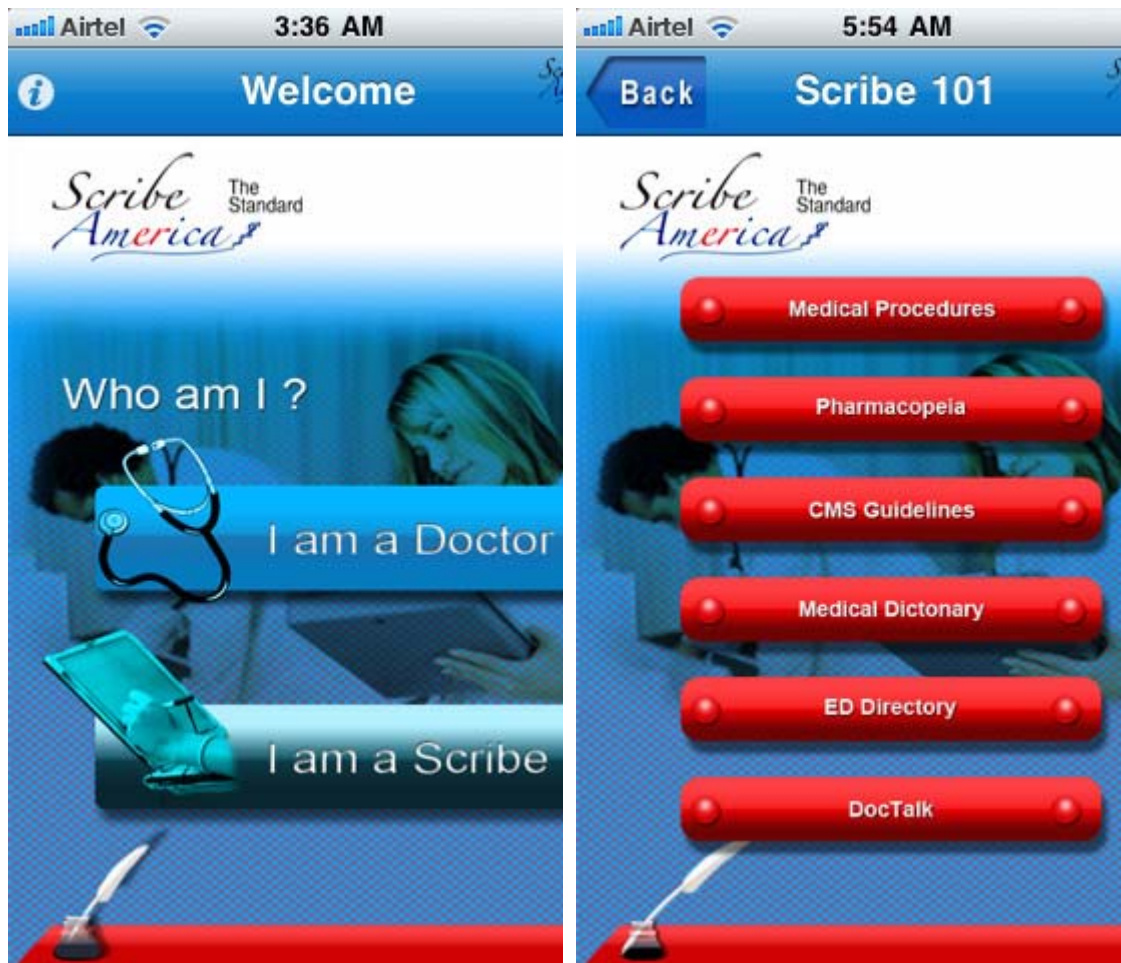 Airtel 3:36 AM
Welcome
Scribe The
America Standard
Who am I ?
I am a Doctor
I am a Scribe
Airtel 5:54 AM
Back Scribe 101
Scribe The
America Standard
Medical Procedures
Pharmacopeia
CMS Guidelines
Medical Dictonary
ED Directory
DocTalk